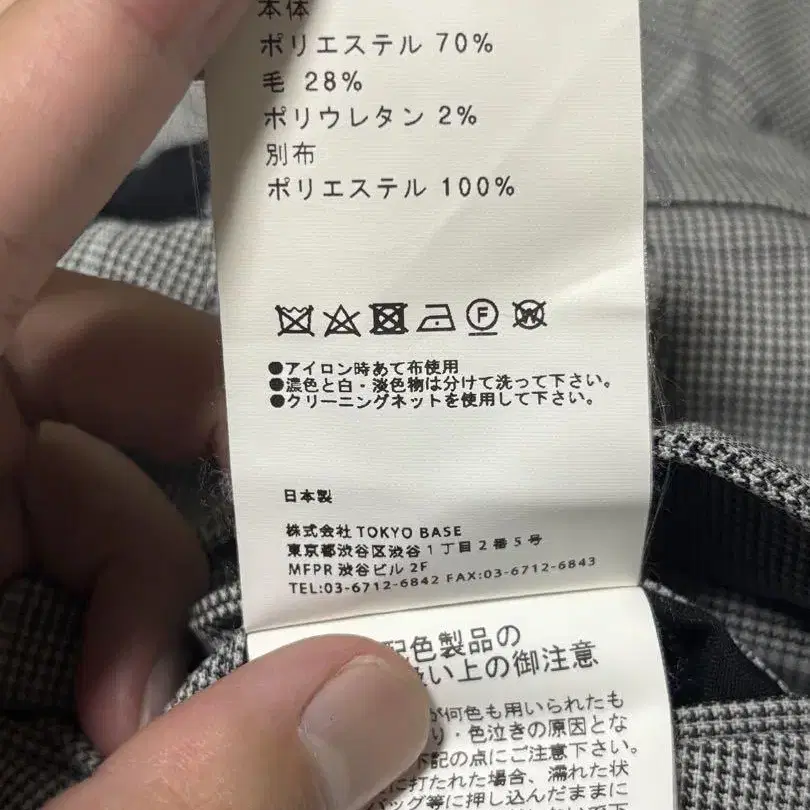 本体
ポリエステル 70%
毛 28%
ポリウレタン 2%
別布
ポリエステル 100%
F
W
●アイロン時あて布使用
●濃色と白・淡色物は分けて洗って下さい。
●クリーニングネットを使用して下さい。
日本製
株式会社 TOKYO BASE
東京都渋谷区渋谷1丁目2番5号
MFPR 渋谷ビル 2F
TEL:03-6712-6842 FAX:03-6712-6843
配色製品の
い上の御注意
が何色も用いられたも
り・色泣きの原因とな
下記の点にご注意下さい。
に打たれた場合、濡れた状
バッグ等に押し込んだままに